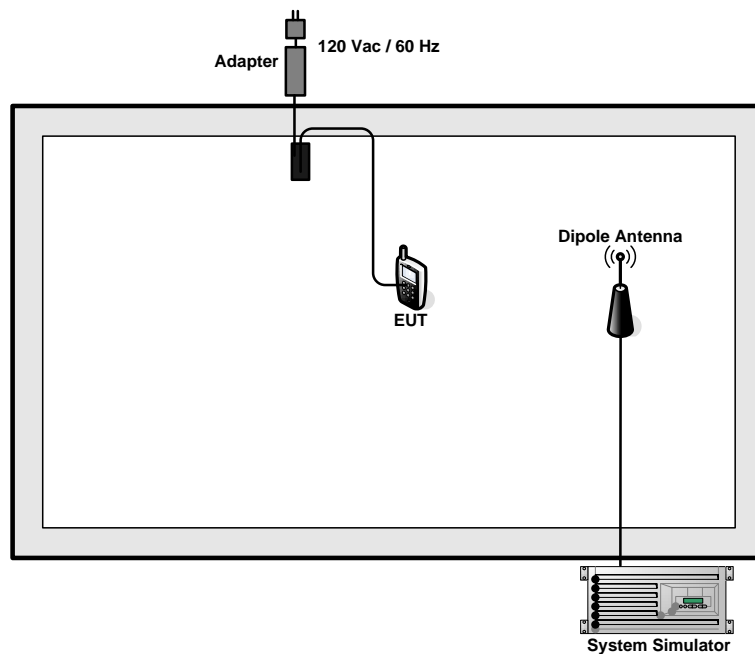 120 Vac / 60 Hz
Adapter
Dipole Antenna
EUT
System Simulator